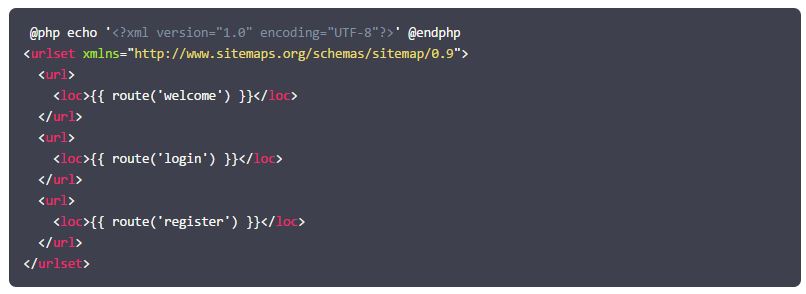 @php echo '<?xml version="1.0" encoding="UTF-8"?>' @endphp
<urlset xmlns="http://www.sitemaps.org/schemas/sitemap/0.9">
  <url>
    <loc>{{ route('welcome') }}</loc>
  </url>
  <url>
    <loc>{{ route('login') }}</loc>
  </url>
  <url>
    <loc>{{ route('register') }}</loc>
  </url>
</urlset>